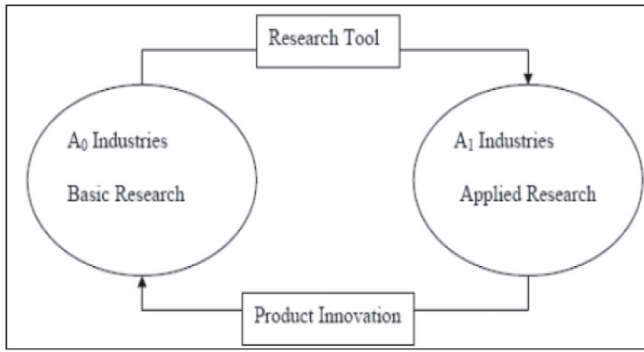 Research Tool
A₀ Industries
Basic Research
A₁ Industries
Applied Research
Product Innovation